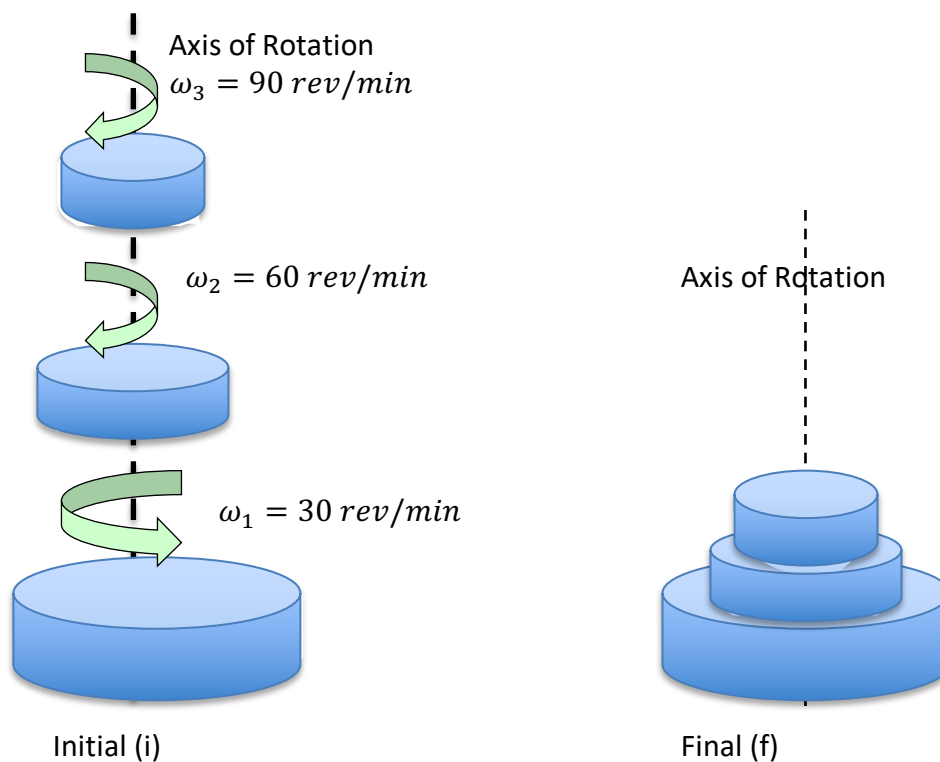 Axis of Rotation
𝜔₃ = 90 rev/min
𝜔₂ = 60 rev/min
Axis of Rotation
𝜔₁ = 30 rev/min
Initial (i)
Final (f)